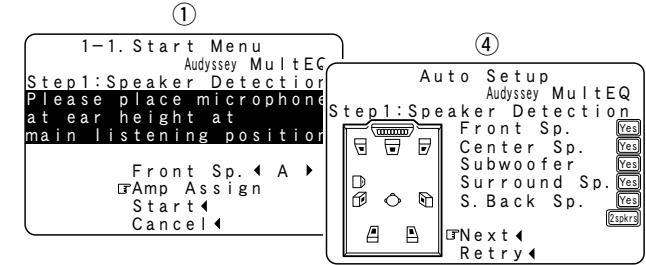 ①
1-1. Start Menu
Audyssey MultEQ
Step1:Speaker Detection
Please place microphone
at ear height at
main listening position
Front Sp. ◀ A ▶
☞Amp Assign
Start◀
Cancel◀
④
Auto Setup
Audyssey MultEQ
Step1:Speaker Detection
Front Sp. Yes
Center Sp. Yes
Subwoofer Yes
Surround Sp. Yes
S.Back Sp. Yes
2spkrs
☞Next◀
Retry◀